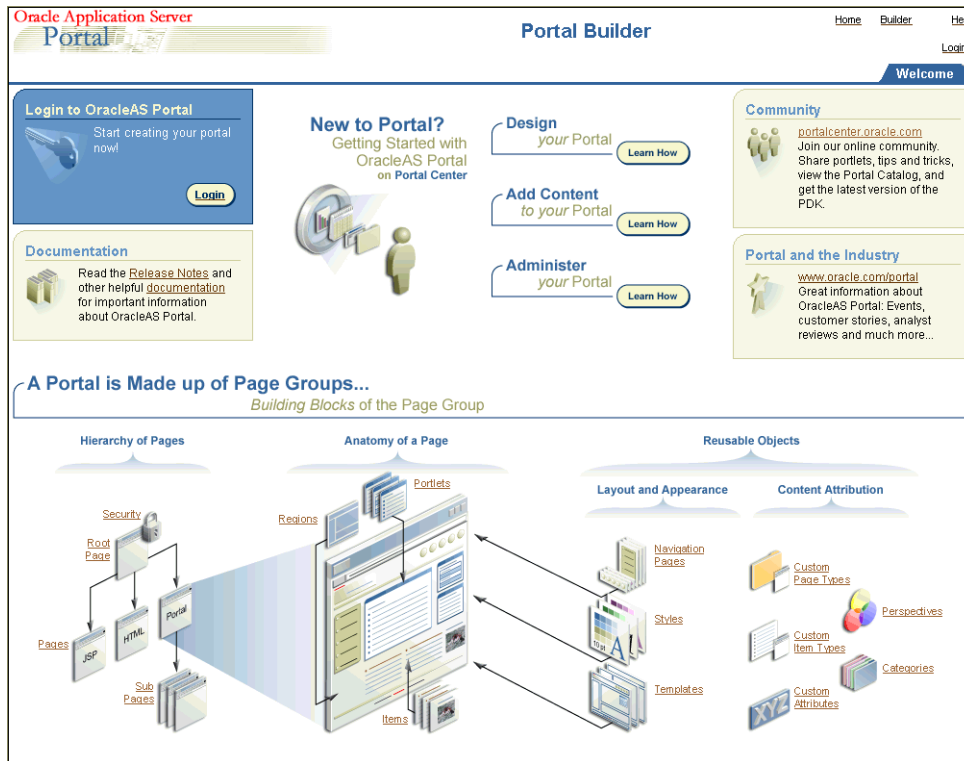 Oracle Application Server
Portal
Portal Builder
Home
Builder
He
Login
Welcome
Login to OracleAS Portal
Start creating your portal
now!
Login
Documentation
Read the Release Notes and
other helpful documentation
for important information
about OracleAS Portal.
New to Portal?
Getting Started with
OracleAS Portal
on Portal Center
Design
your Portal
Learn How
Add Content
to your Portal
Learn How
Administer
your Portal
Learn How
Community
portalcenter.oracle.com
Join our online community.
Share portlets, tips and tricks,
view the Portal Catalog, and
get the latest version of the
PDK.
Portal and the Industry
www.oracle.com/portal
Great information about
OracleAS Portal: Events,
customer stories, analyst
reviews and much more...
A Portal is Made up of Page Groups...
Building Blocks of the Page Group
Hierarchy of Pages
Security
Root
Page
Pages
JSP
HTML
Portal
Sub
Pages
Anatomy of a Page
Portlets
Regions
Items
Reusable Objects
Layout and Appearance
Navigation
Pages
Styles
10 pt A
Templates
Content Attribution
Custom
Page Types
Perspectives
Custom
Item Types
Categories
XYZ
Custom
Attributes